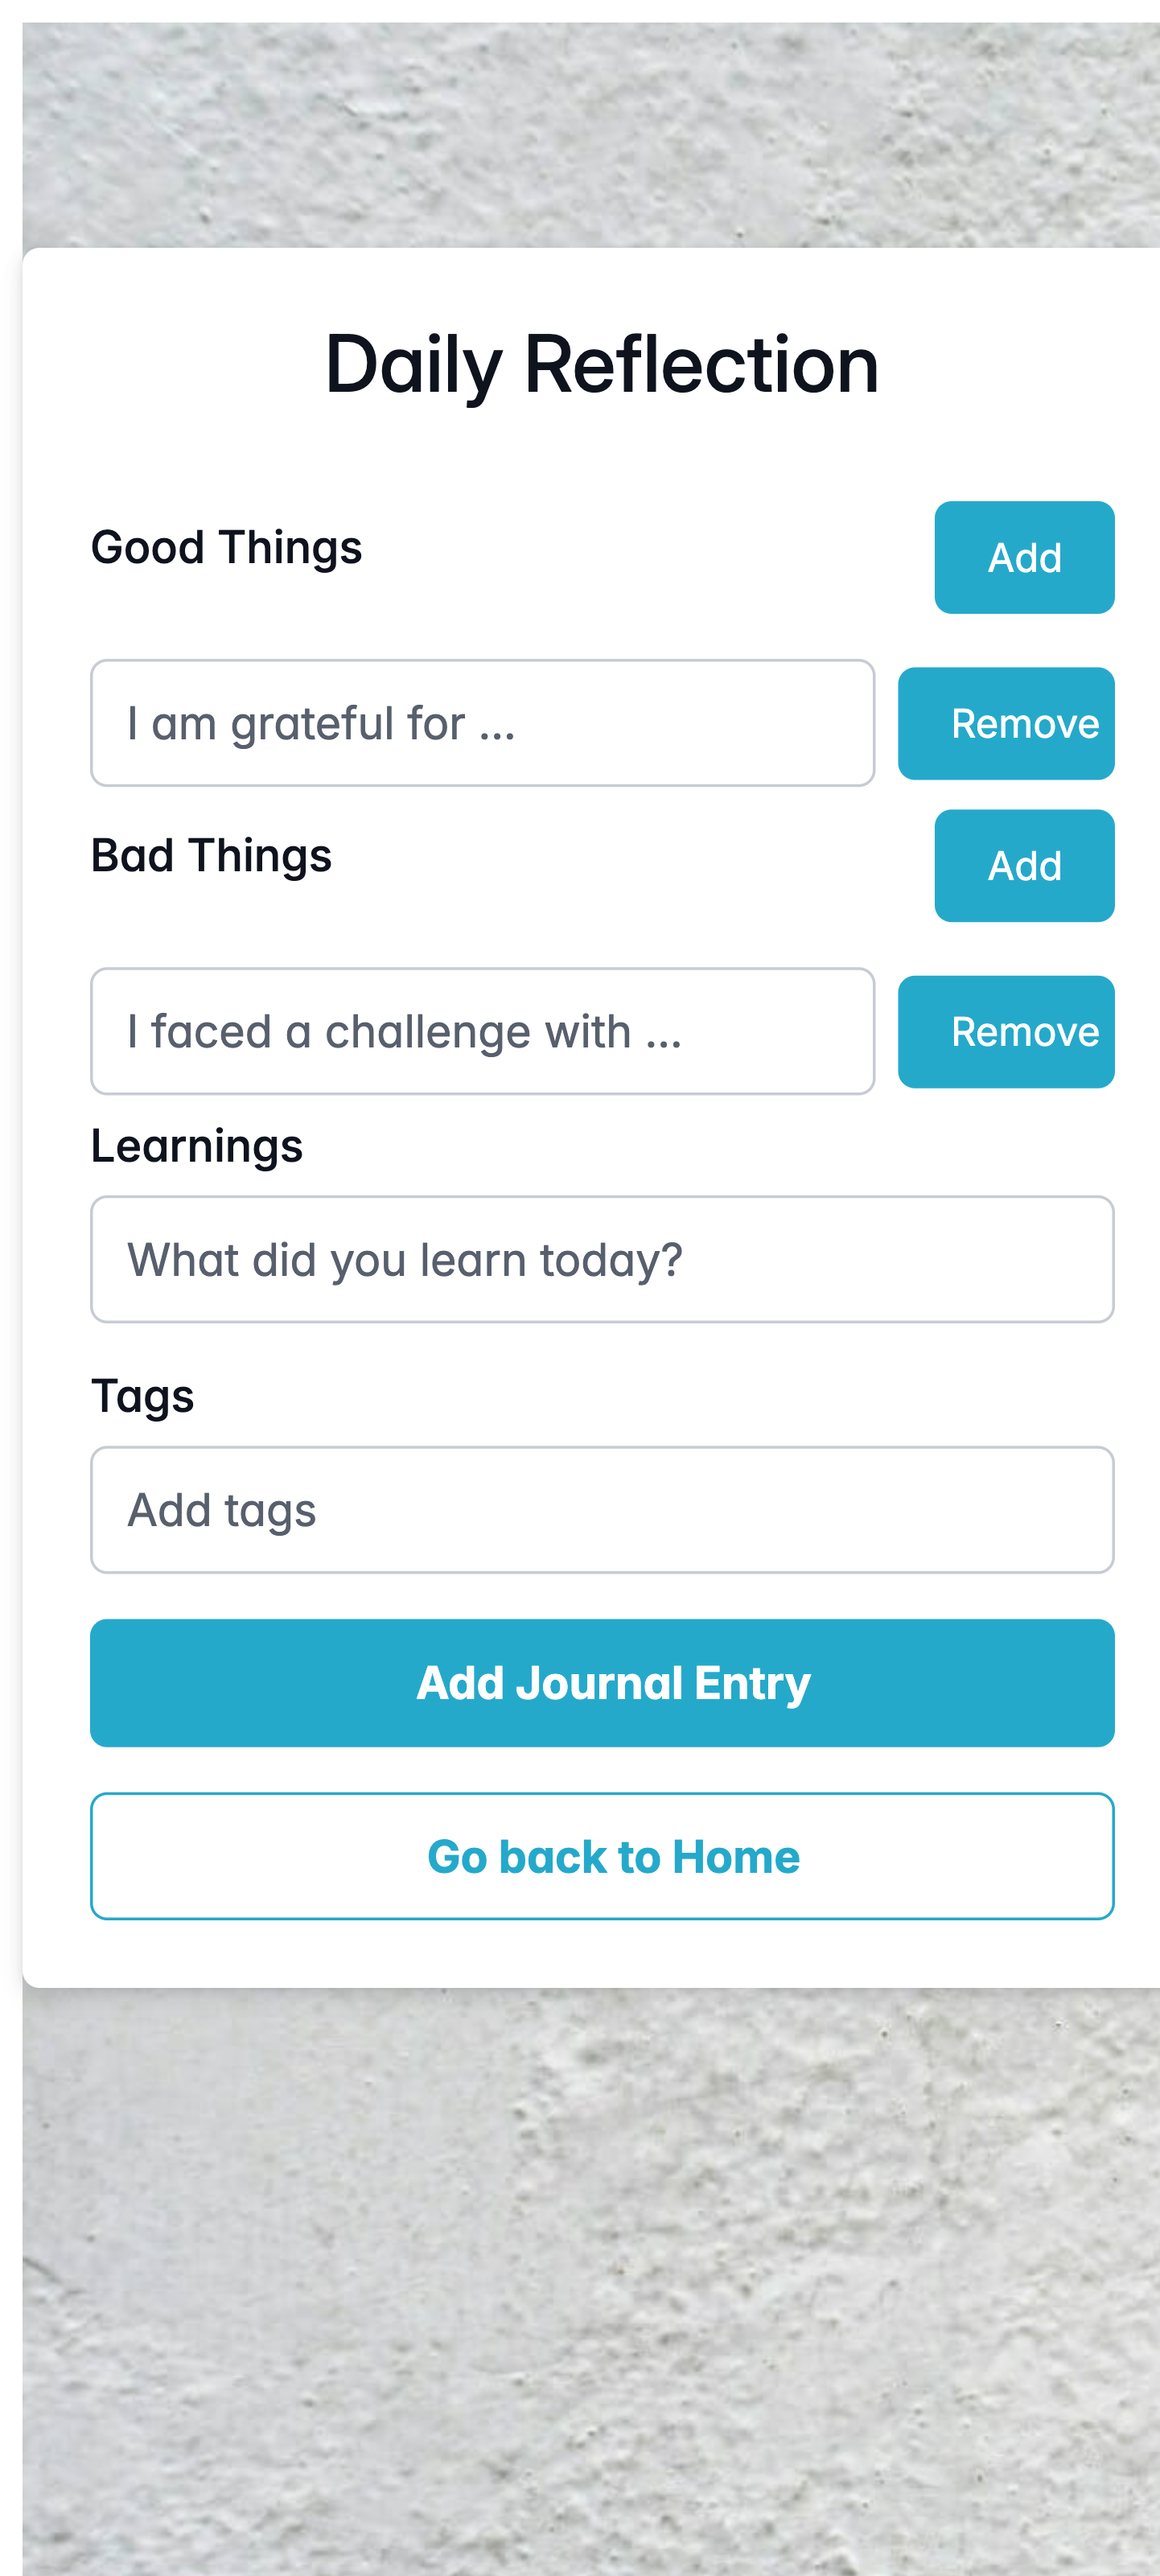 Daily Reflection
Good Things
Add
I am grateful for ...
Remove
Bad Things
Add
I faced a challenge with ...
Remove
Learnings
What did you learn today?
Tags
Add tags
Add Journal Entry
Go back to Home